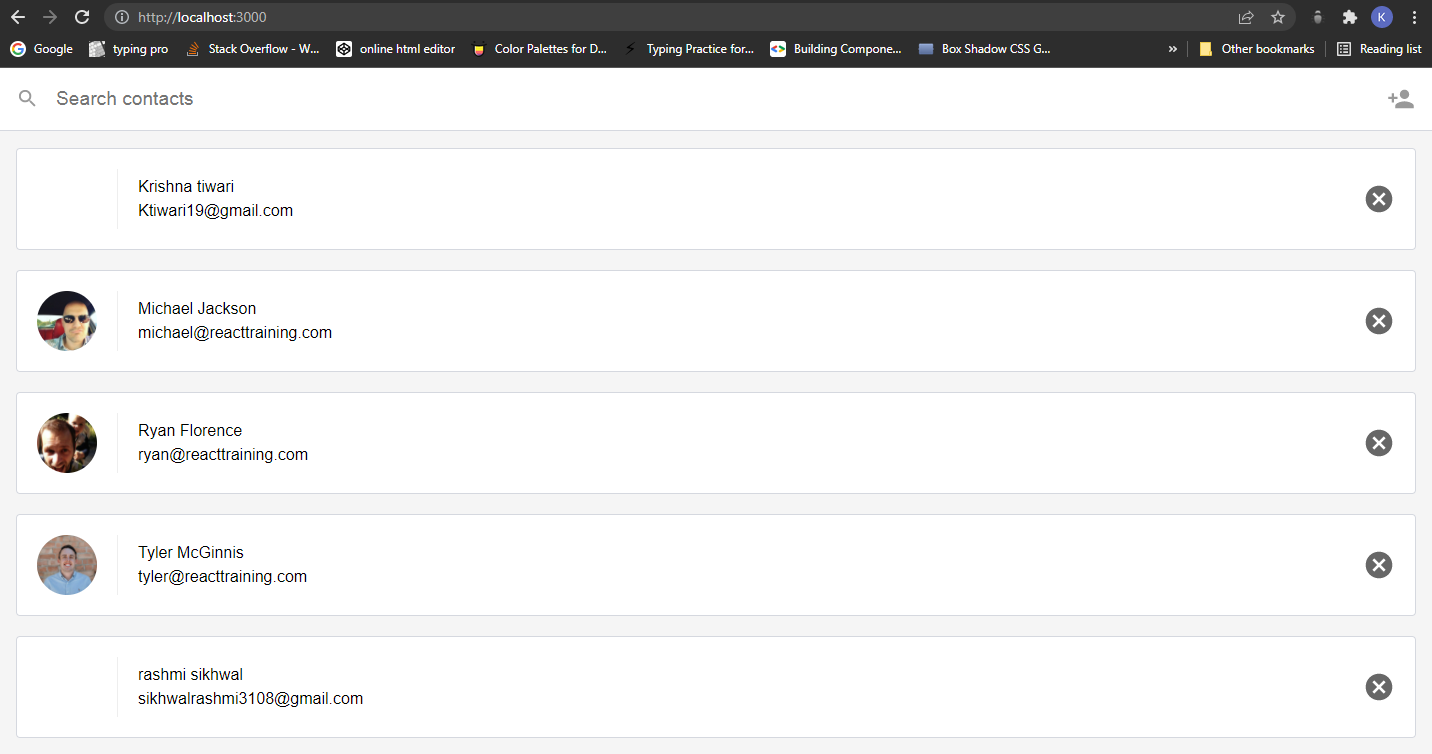 http://localhost:3000
K
Google
typing pro
Stack Overflow - W...
online html editor
Color Palettes for D...
Typing Practice for...
Building Compone...
Box Shadow CSS G...
»
Other bookmarks
Reading list
Search contacts
Krishna tiwari
Ktiwari19@gmail.com
Michael Jackson
michael@reacttraining.com
Ryan Florence
ryan@reacttraining.com
Tyler McGinnis
tyler@reacttraining.com
rashmi sikhwal
sikhwalrashmi3108@gmail.com